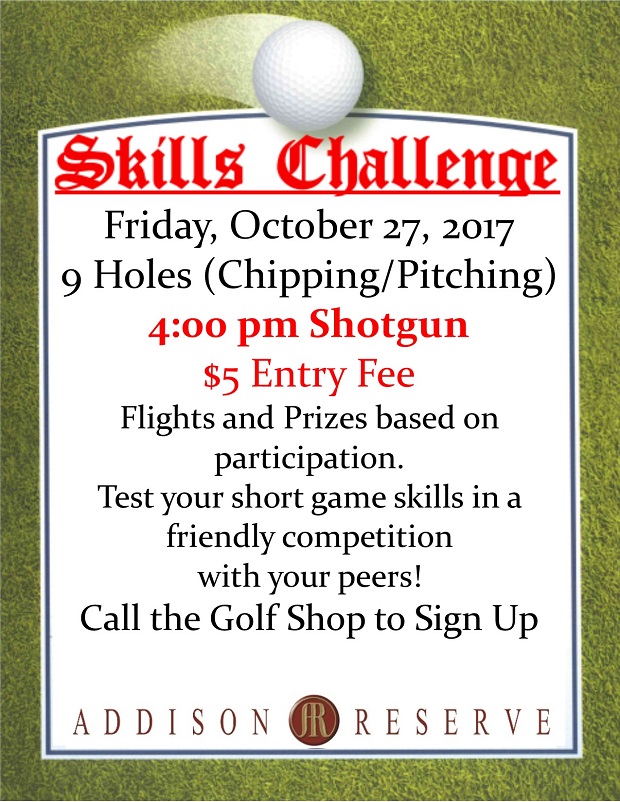 Skills Challenge
Friday, October 27, 2017
9 Holes (Chipping/Pitching)
4:00 pm Shotgun
$5 Entry Fee
Flights and Prizes based on
participation.
Test your short game skills in a
friendly competition
with your peers!
Call the Golf Shop to Sign Up
ADDISON AR RESERVE